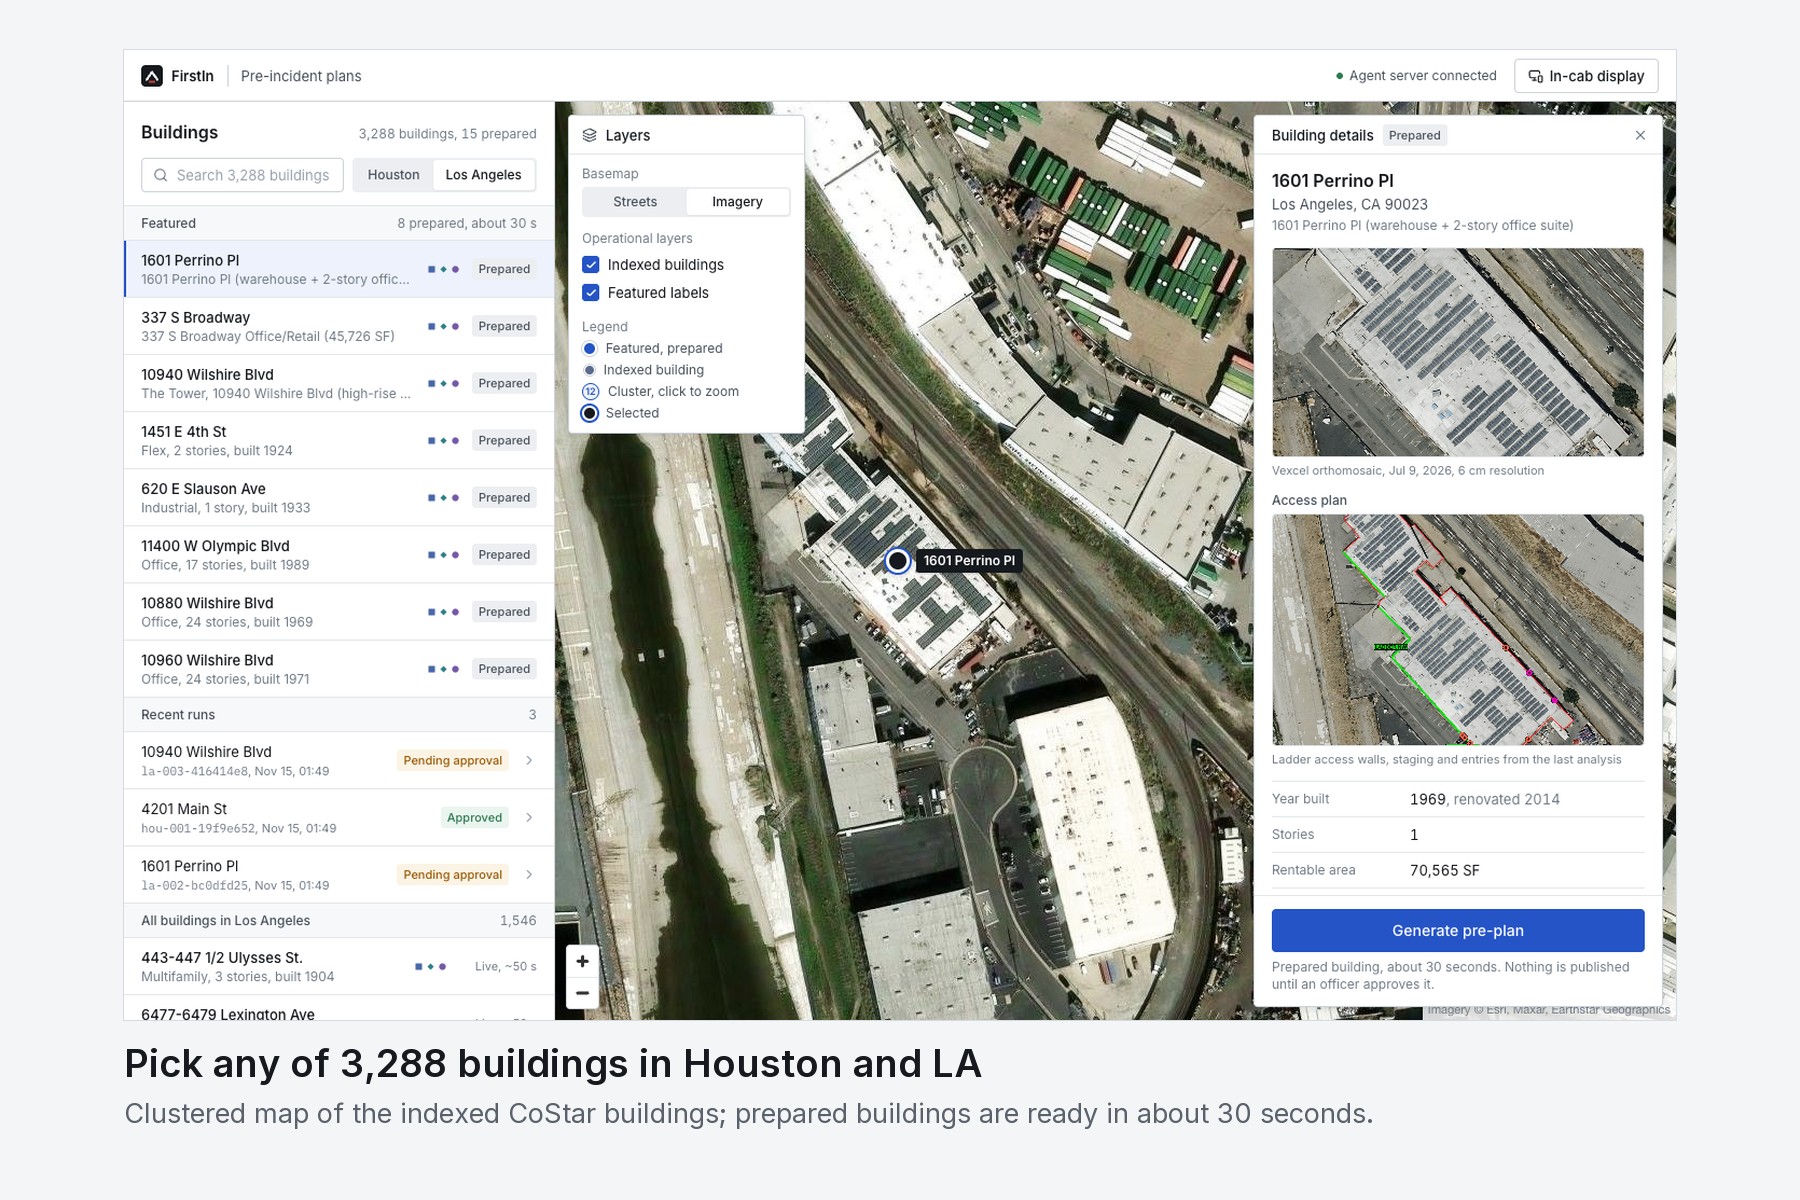 FirstIn
Pre-incident plans
Agent server connected
In-cab display
Buildings
3,288 buildings, 15 prepared
Search 3,288 buildings
Houston
Los Angeles
Featured
8 prepared, about 30 s
1601 Perrino Pl
1601 Perrino Pl (warehouse + 2-story offic...
Prepared
337 S Broadway
337 S Broadway Office/Retail (45,726 SF)
Prepared
10940 Wilshire Blvd
The Tower, 10940 Wilshire Blvd (high-rise ...
Prepared
1451 E 4th St
Flex, 2 stories, built 1924
Prepared
620 E Slauson Ave
Industrial, 1 story, built 1933
Prepared
11400 W Olympic Blvd
Office, 17 stories, built 1989
Prepared
10880 Wilshire Blvd
Office, 24 stories, built 1969
Prepared
10960 Wilshire Blvd
Office, 24 stories, built 1971
Prepared
Recent runs
3
10940 Wilshire Blvd
la-003-416414e8, Nov 15, 01:49
Pending approval
4201 Main St
hou-001-19f9e652, Nov 15, 01:49
Approved
1601 Perrino Pl
la-002-bc0dfd25, Nov 15, 01:49
Pending approval
All buildings in Los Angeles
1,546
443-447 1/2 Ulysses St.
Multifamily, 3 stories, built 1904
Live, ~50 s
6477-6479 Lexington Ave
Layers
Basemap
Streets
Imagery
Operational layers
Indexed buildings
Featured labels
Legend
Featured, prepared
Indexed building
12
Cluster, click to zoom
Selected
1601 Perrino Pl
Building details
Prepared
1601 Perrino Pl
Los Angeles, CA 90023
1601 Perrino Pl (warehouse + 2-story office suite)
Vexcel orthomosaic, Jul 9, 2026, 6 cm resolution
Access plan
Ladder access walls, staging and entries from the last analysis
Year built
1969, renovated 2014
Stories
1
Rentable area
70,565 SF
Generate pre-plan
Prepared building, about 30 seconds. Nothing is published
until an officer approves it.
Imagery © Esri, Maxar, Earthstar Geographics
Pick any of 3,288 buildings in Houston and LA
Clustered map of the indexed CoStar buildings; prepared buildings are ready in about 30 seconds.